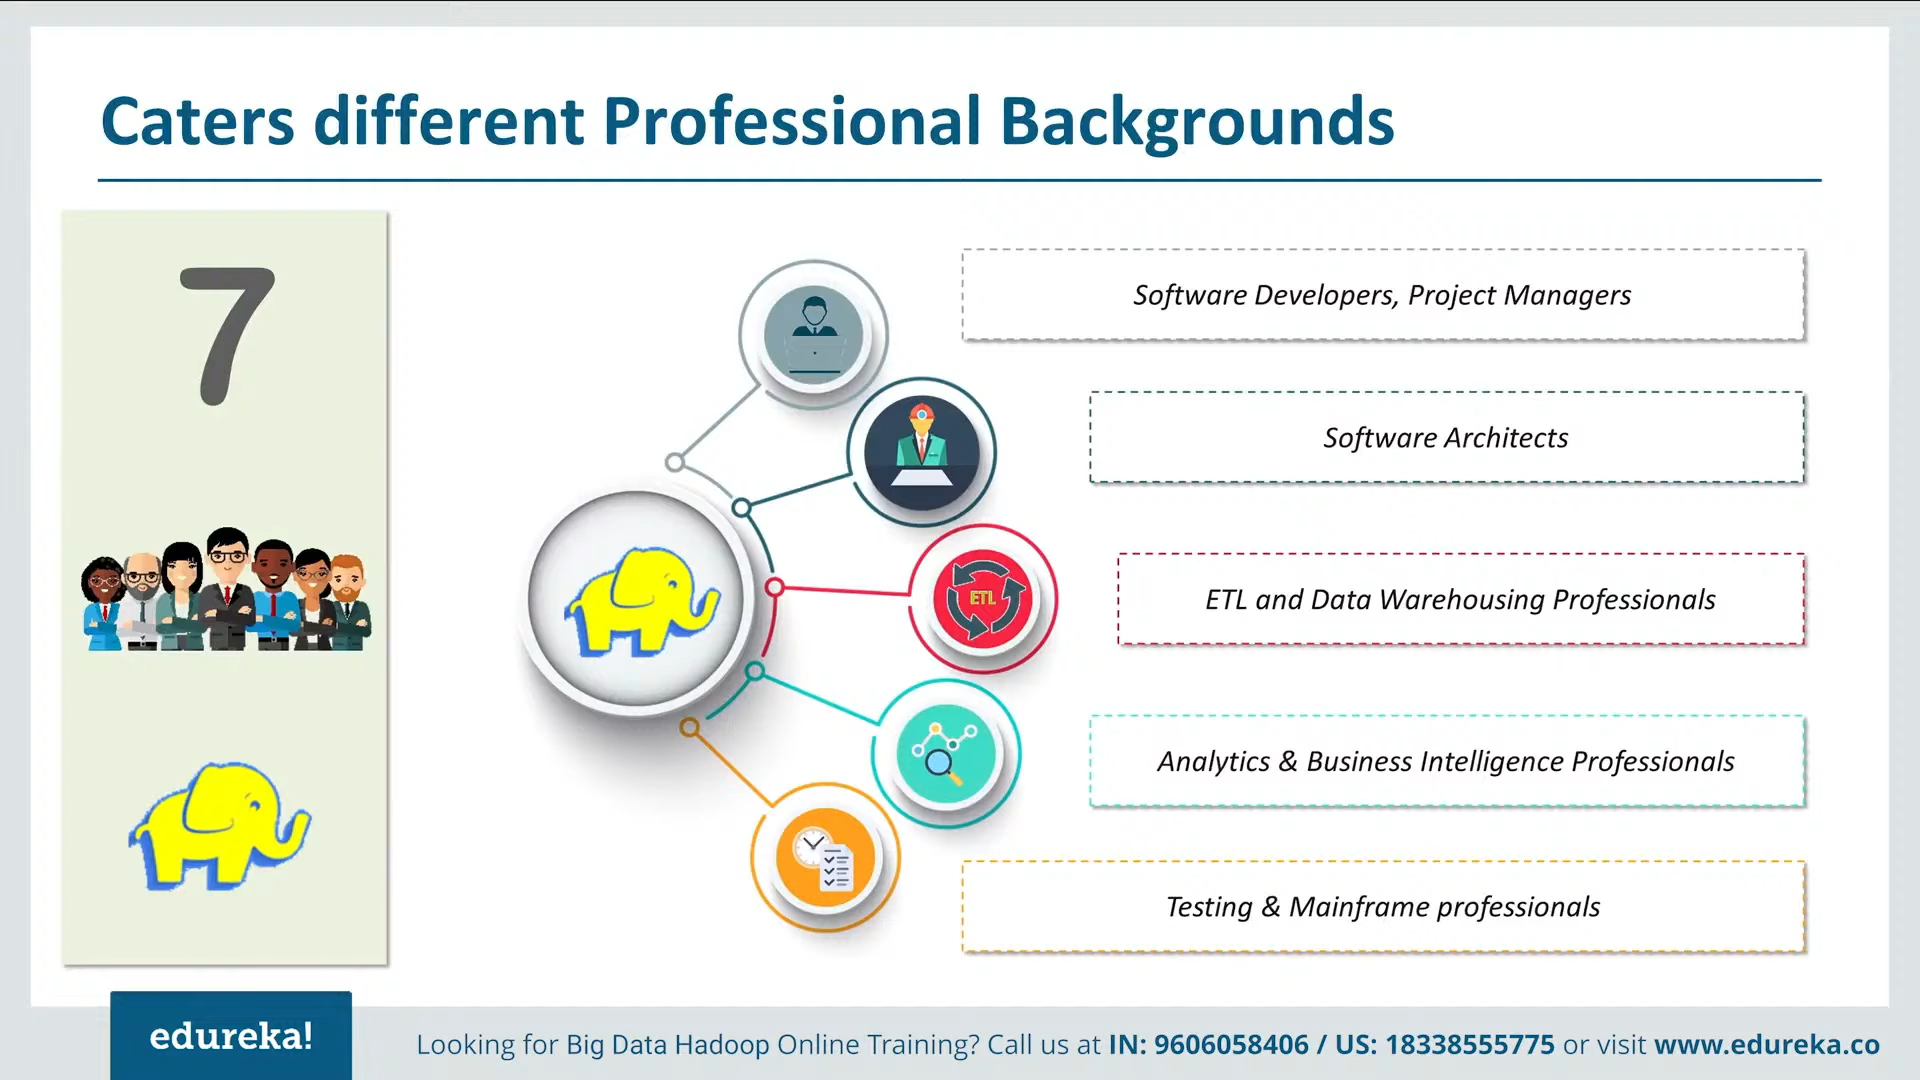 Caters different Professional Backgrounds
7
Software Developers, Project Managers
Software Architects
ETL
ETL and Data Warehousing Professionals
Analytics & Business Intelligence Professionals
Testing & Mainframe professionals
edureka!
Looking for Big Data Hadoop Online Training? Call us at IN: 9606058406 / US: 18338555775 or visit www.edureka.co